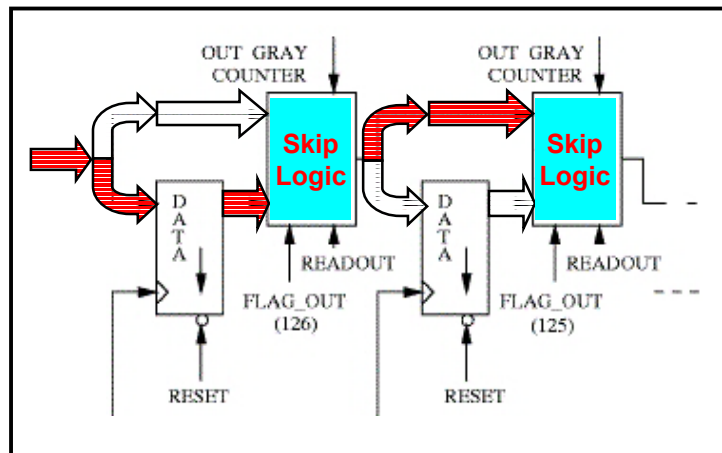 OUT GRAY
COUNTER
Skip
Logic
D
A
T
A
READOUT
FLAG_OUT
(126)
RESET
OUT GRAY
COUNTER
Skip
Logic
D
A
T
A
READOUT
FLAG_OUT
(125)
RESET